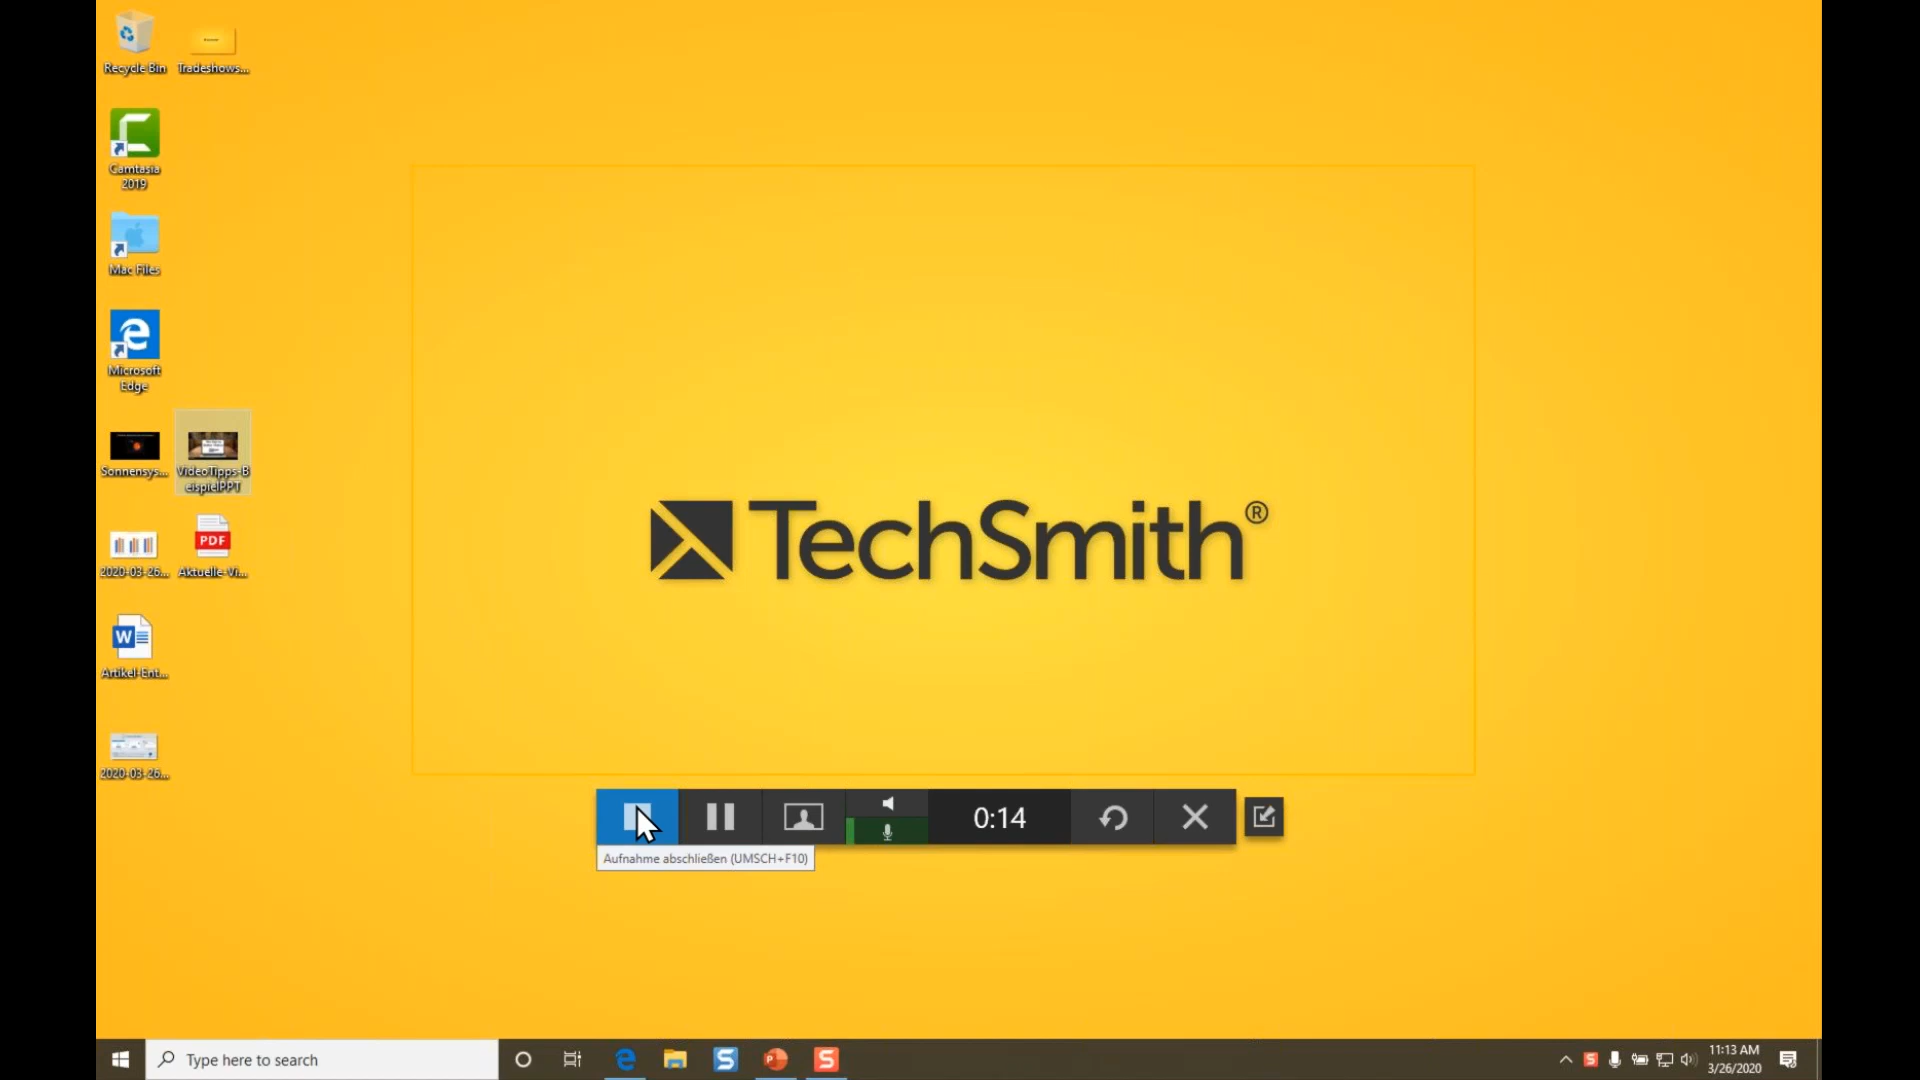 Recycle Bin
Tradeshows...
Camtasia
2019
Mac Files
Microsoft
Edge
Sonnensys...
VideoTipps-B
eispielPPT
2020-03-26...
PDF
Aktuelle-Vi...
W
Artikel-Ent...
2020-03-26...
TechSmith®
0:14
Aufnahme abschließen (UMSCH+F10)
Type here to search
11:13 AM
3/26/2020